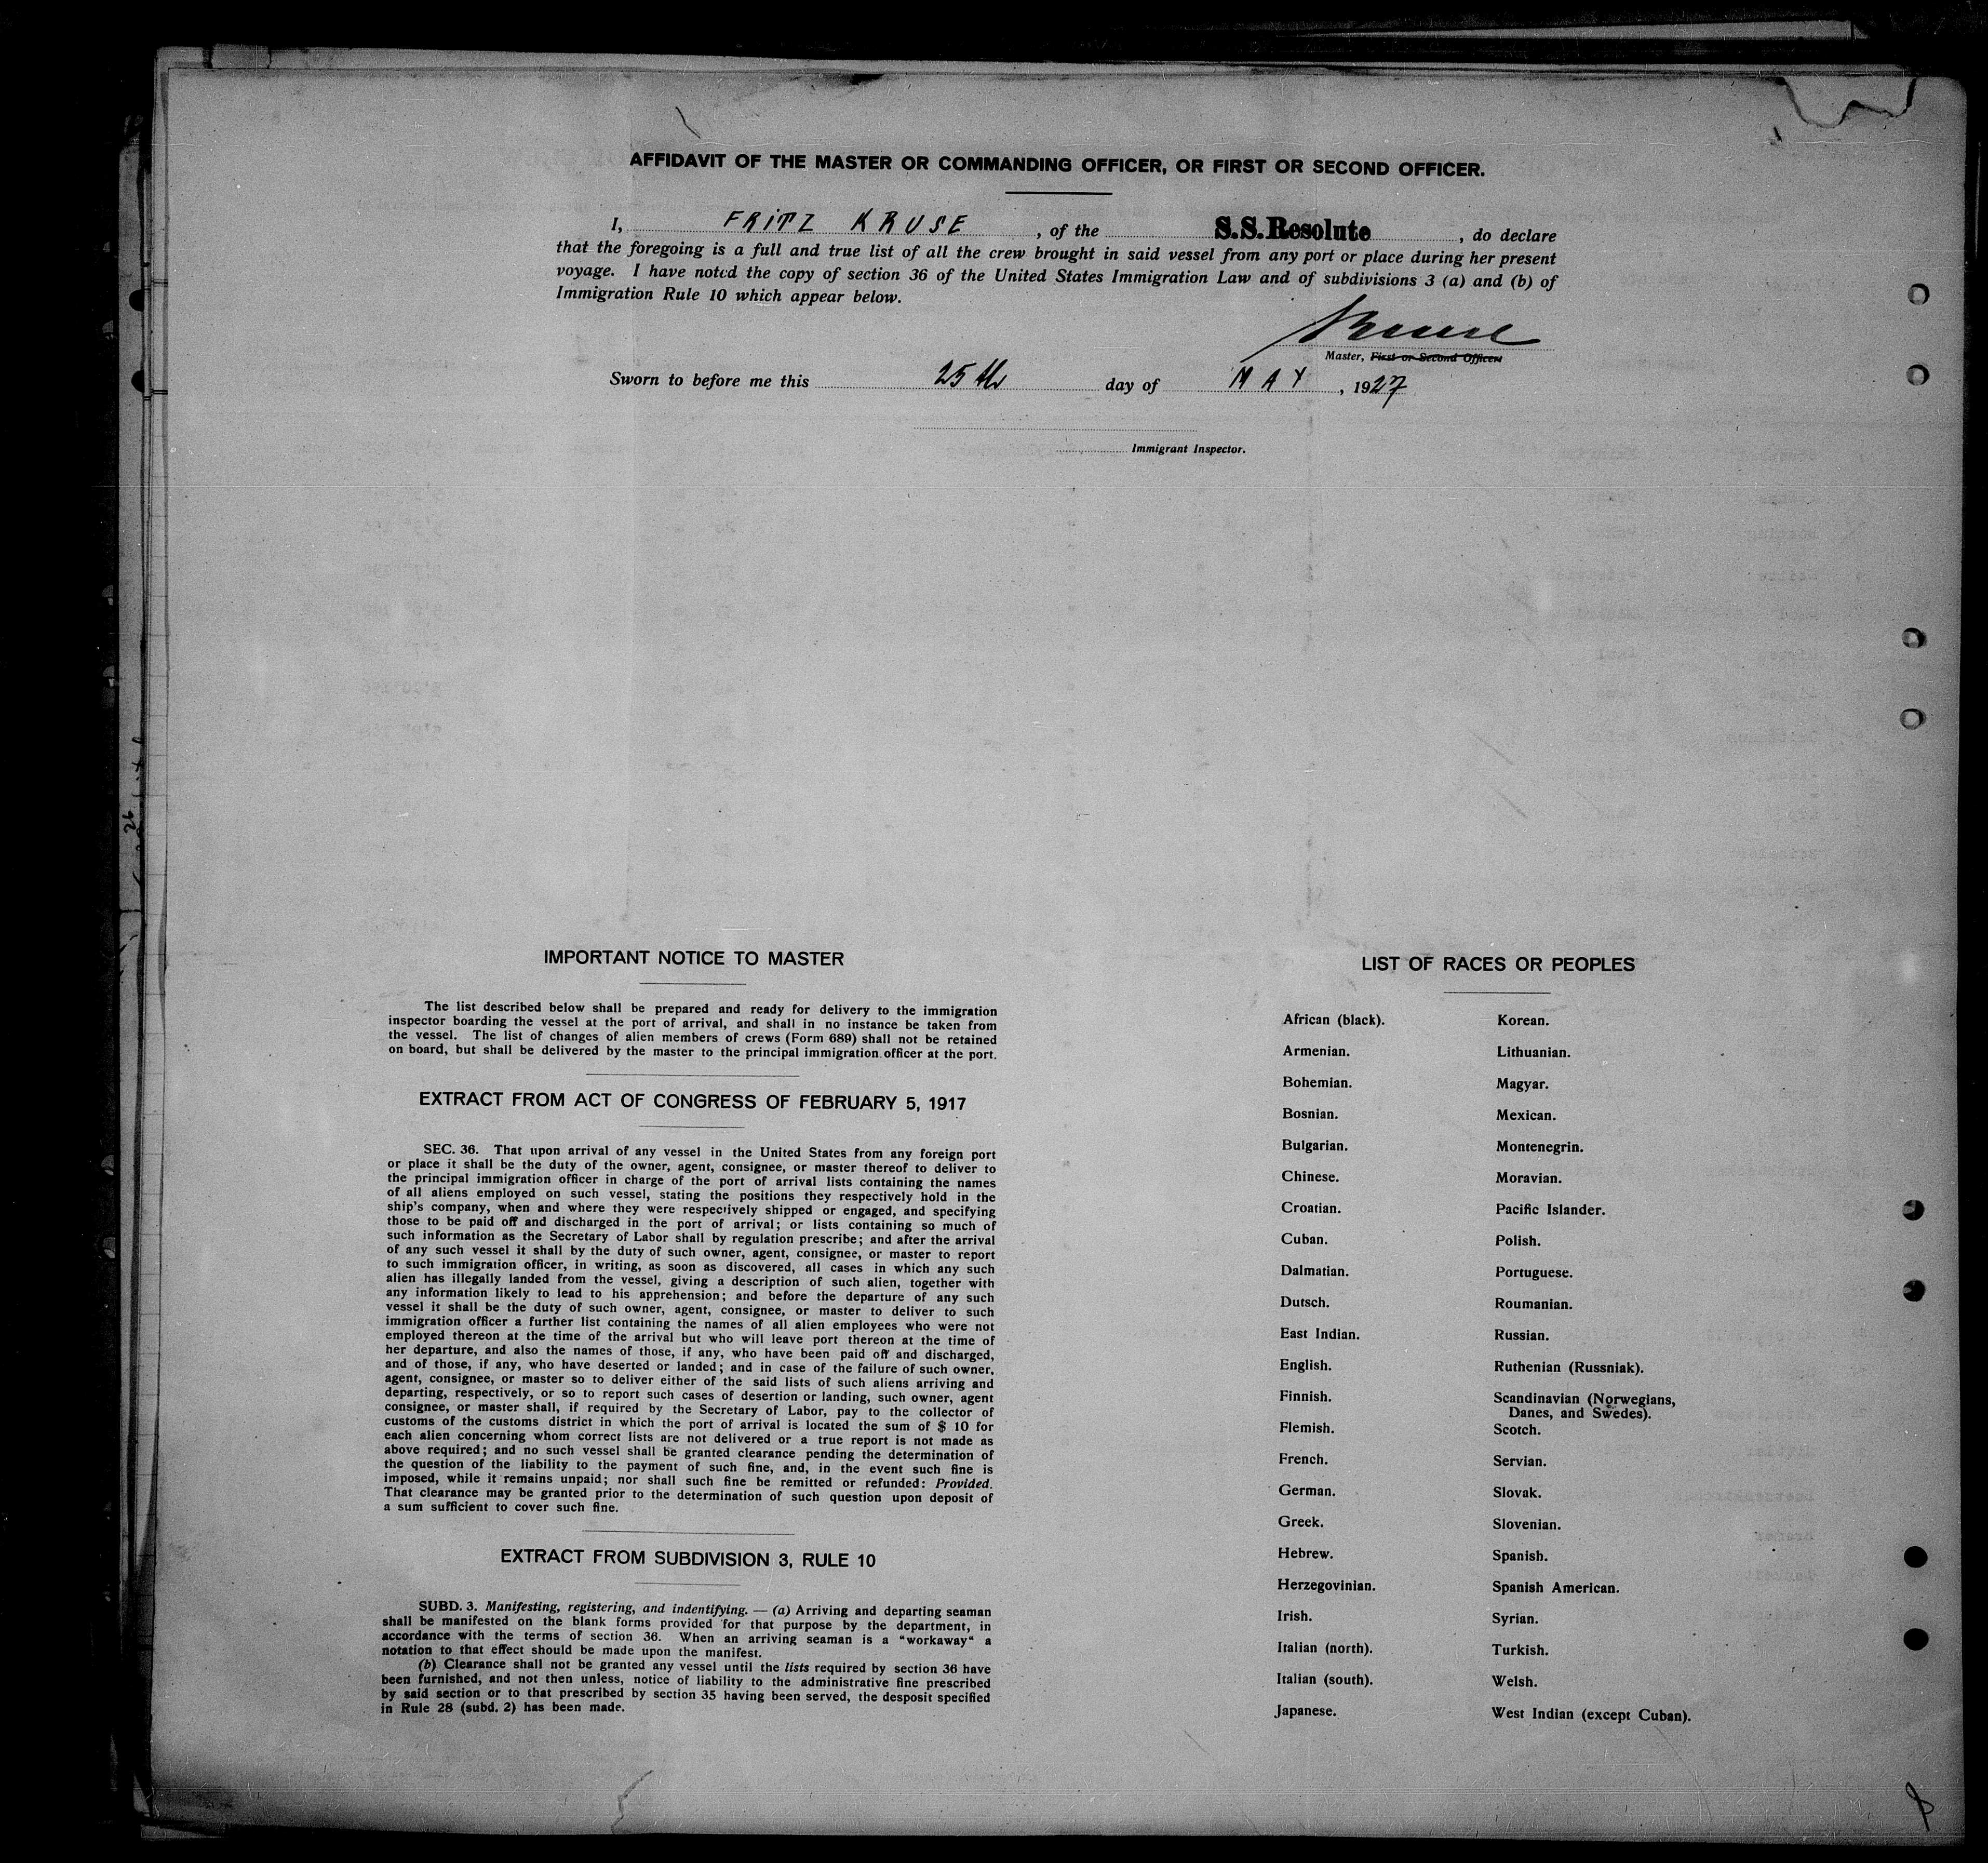 AFFIDAVIT OF THE MASTER OR COMMANDING OFFICER, OR FIRST OR SECOND OFFICER.
I, FRITZ KRUSE , of the S.S. Resolute , do declare
that the foregoing is a full and true list of all the crew brought in said vessel from any port or place during her present
voyage. I have noted the copy of section 36 of the United States Immigration Law and of subdivisions 3 (a) and (b) of
Immigration Rule 10 which appear below.
Kruse
Master, First or Second Officer.
Sworn to before me this 25th day of MAY , 1927
Immigrant Inspector.
IMPORTANT NOTICE TO MASTER
The list described below shall be prepared and ready for delivery to the immigration
inspector boarding the vessel at the port of arrival, and shall in no instance be taken from
the vessel. The list of changes of alien members of crews (Form 689) shall not be retained
on board, but shall be delivered by the master to the principal immigration officer at the port.
EXTRACT FROM ACT OF CONGRESS OF FEBRUARY 5, 1917
SEC. 36. That upon arrival of any vessel in the United States from any foreign port
or place it shall be the duty of the owner, agent, consignee, or master thereof to deliver to
the principal immigration officer in charge of the port of arrival lists containing the names
of all aliens employed on such vessel, stating the positions they respectively hold in the
ship's company, when and where they were respectively shipped or engaged, and specifying
those to be paid off and discharged in the port of arrival; or lists containing so much of
such information as the Secretary of Labor shall by regulation prescribe; and after the arrival
of any such vessel it shall by the duty of such owner, agent, consignee, or master to report
to such immigration officer, in writing, as soon as discovered, all cases in which any such
alien has illegally landed from the vessel, giving a description of such alien, together with
any information likely to lead to his apprehension; and before the departure of any such
vessel it shall be the duty of such owner, agent, consignee, or master to deliver to such
immigration officer a further list containing the names of all alien employees who were not
employed thereon at the time of the arrival but who will leave port thereon at the time of
her departure, and also the names of those, if any, who have been paid off and discharged,
and of those, if any, who have deserted or landed; and in case of the failure of such owner,
agent, consignee, or master so to deliver either of the said lists of such aliens arriving and
departing, respectively, or so to report such cases of desertion or landing, such owner, agent
consignee, or master shall, if required by the Secretary of Labor, pay to the collector of
customs of the customs district in which the port of arrival is located the sum of $ 10 for
each alien concerning whom correct lists are not delivered or a true report is not made as
above required; and no such vessel shall be granted clearance pending the determination of
the question of the liability to the payment of such fine, and, in the event such fine is
imposed, while it remains unpaid; nor shall such fine be remitted or refunded: Provided.
That clearance may be granted prior to the determination of such question upon deposit of
a sum sufficient to cover such fine.
EXTRACT FROM SUBDIVISION 3, RULE 10
SUBD. 3. Manifesting, registering, and indentifying. — (a) Arriving and departing seaman
shall be manifested on the blank forms provided for that purpose by the department, in
accordance with the terms of section 36. When an arriving seaman is a "workaway" a
notation to that effect should be made upon the manifest.
(b) Clearance shall not be granted any vessel until the lists required by section 36 have
been furnished, and not then unless, notice of liability to the administrative fine prescribed
by said section or to that prescribed by section 35 having been served, the desposit specified
in Rule 28 (subd. 2) has been made.
LIST OF RACES OR PEOPLES
African (black).
Armenian.
Bohemian.
Bosnian.
Bulgarian.
Chinese.
Croatian.
Cuban.
Dalmatian.
Dutsch.
East Indian.
English.
Finnish.
Flemish.
French.
German.
Greek.
Hebrew.
Herzegovinian.
Irish.
Italian (north).
Italian (south).
Japanese.
Korean.
Lithuanian.
Magyar.
Mexican.
Montenegrin.
Moravian.
Pacific Islander.
Polish.
Portuguese.
Roumanian.
Russian.
Ruthenian (Russniak).
Scandinavian (Norwegians,
Danes, and Swedes).
Scotch.
Servian.
Slovak.
Slovenian.
Spanish.
Spanish American.
Syrian.
Turkish.
Welsh.
West Indian (except Cuban).